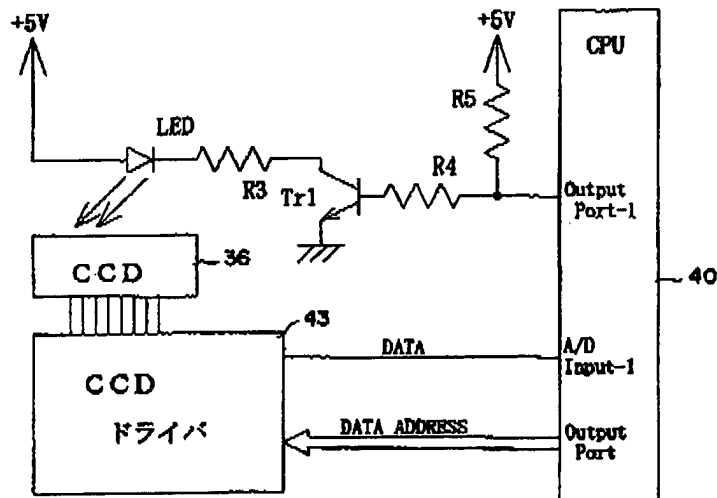 +5V
+6V
CPU
R5
LED
R4
R3
Tr1
Output
Port-1
CCD
36
40
43
DATA
A/D
Input-1
CCD
ドライバ
DATA ADDRESS
Output
Port